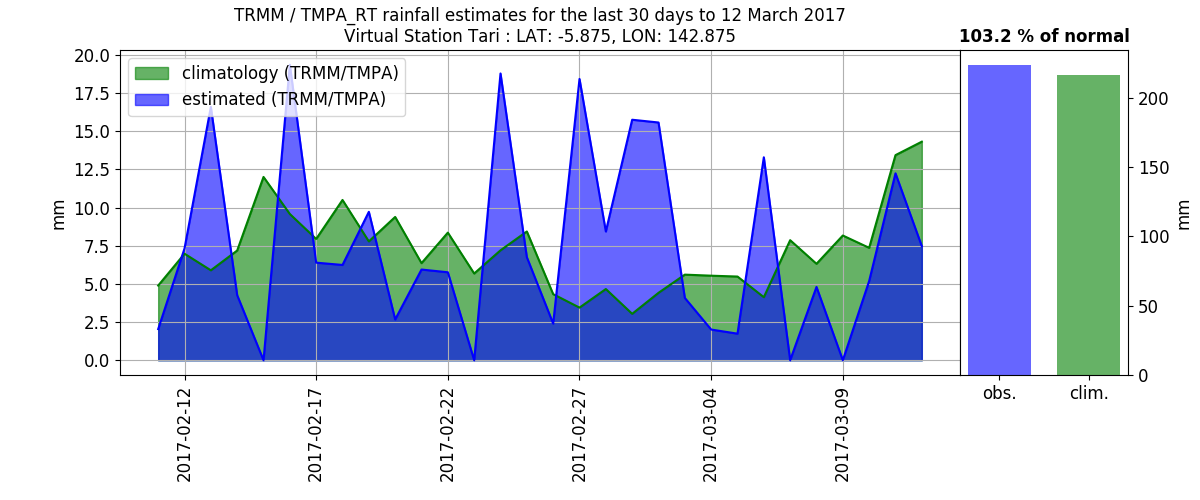 TRMM / TMPA_RT rainfall estimates for the last 30 days to 12 March 2017
Virtual Station Tari : LAT: -5.875, LON: 142.875
103.2 % of normal
climatology (TRMM/TMPA)
estimated (TRMM/TMPA)
20.0
17.5
15.0
12.5
10.0
7.5
5.0
2.5
0.0
mm
2017-02-12
2017-02-17
2017-02-22
2017-02-27
2017-03-04
2017-03-09
200
150
100
50
0
mm
obs.
clim.